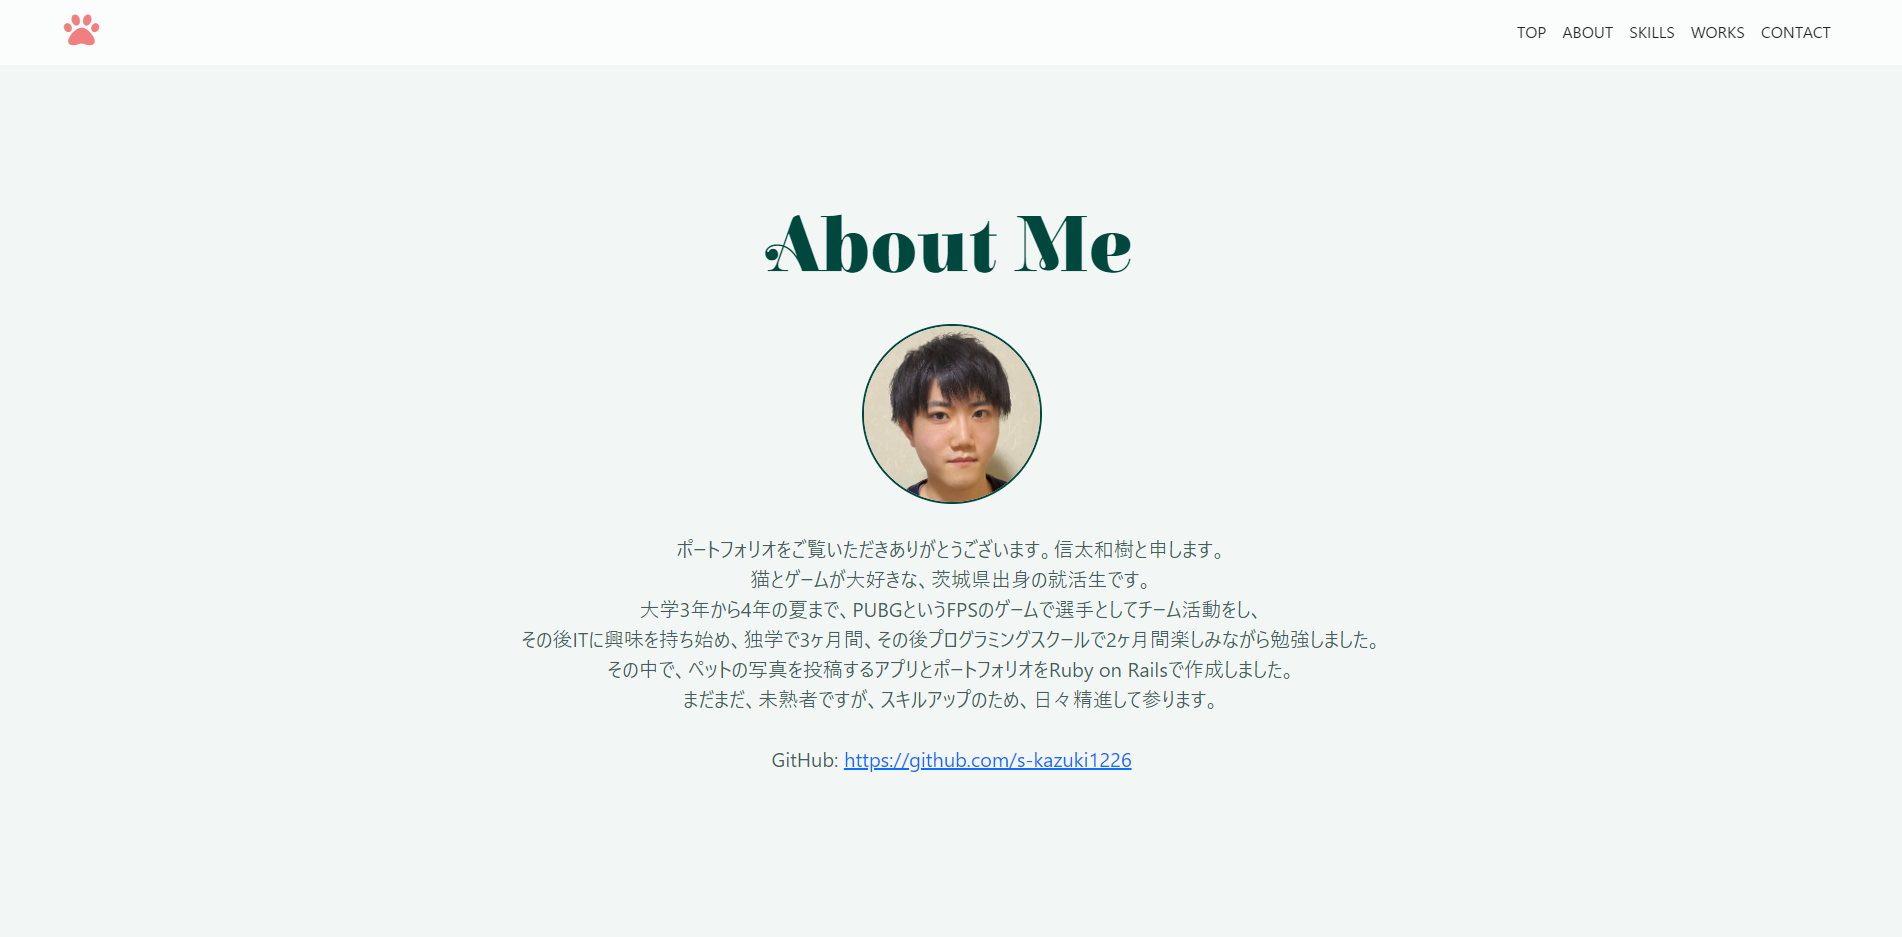 TOP ABOUT SKILLS WORKS CONTACT
About Me
ポートフォリオをご覧いただきありがとうございます。信太和樹と申します。
猫とゲームが大好きな、茨城県出身の就活生です。
大学3年から4年の夏まで、PUBGというFPSのゲームで選手としてチーム活動をし、
その後ITに興味を持ち始め、独学で3ヶ月間、その後プログラミングスクールで2ヶ月間楽しみながら勉強しました。
その中で、ペットの写真を投稿するアプリとポートフォリオをRuby on Railsで作成しました。
まだまだ、未熟者ですが、スキルアップのため、日々精進して参ります。
GitHub: https://github.com/s-kazuki1226